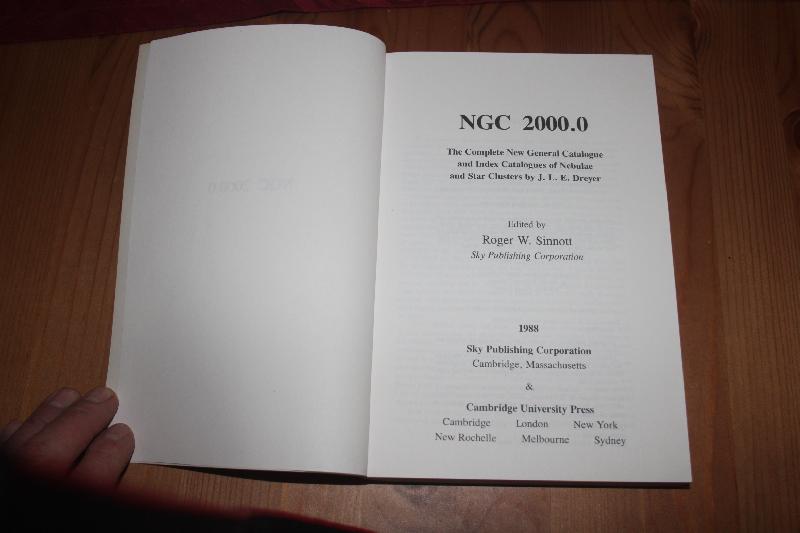 NGC 2000.0
The Complete New General Catalogue
and Index Catalogues of Nebulae
and Star Clusters by J. L. E. Dreyer
Edited by
Roger W. Sinnott
Sky Publishing Corporation
1988
Sky Publishing Corporation
Cambridge, Massachusetts
&
Cambridge University Press
Cambridge London New York
New Rochelle Melbourne Sydney